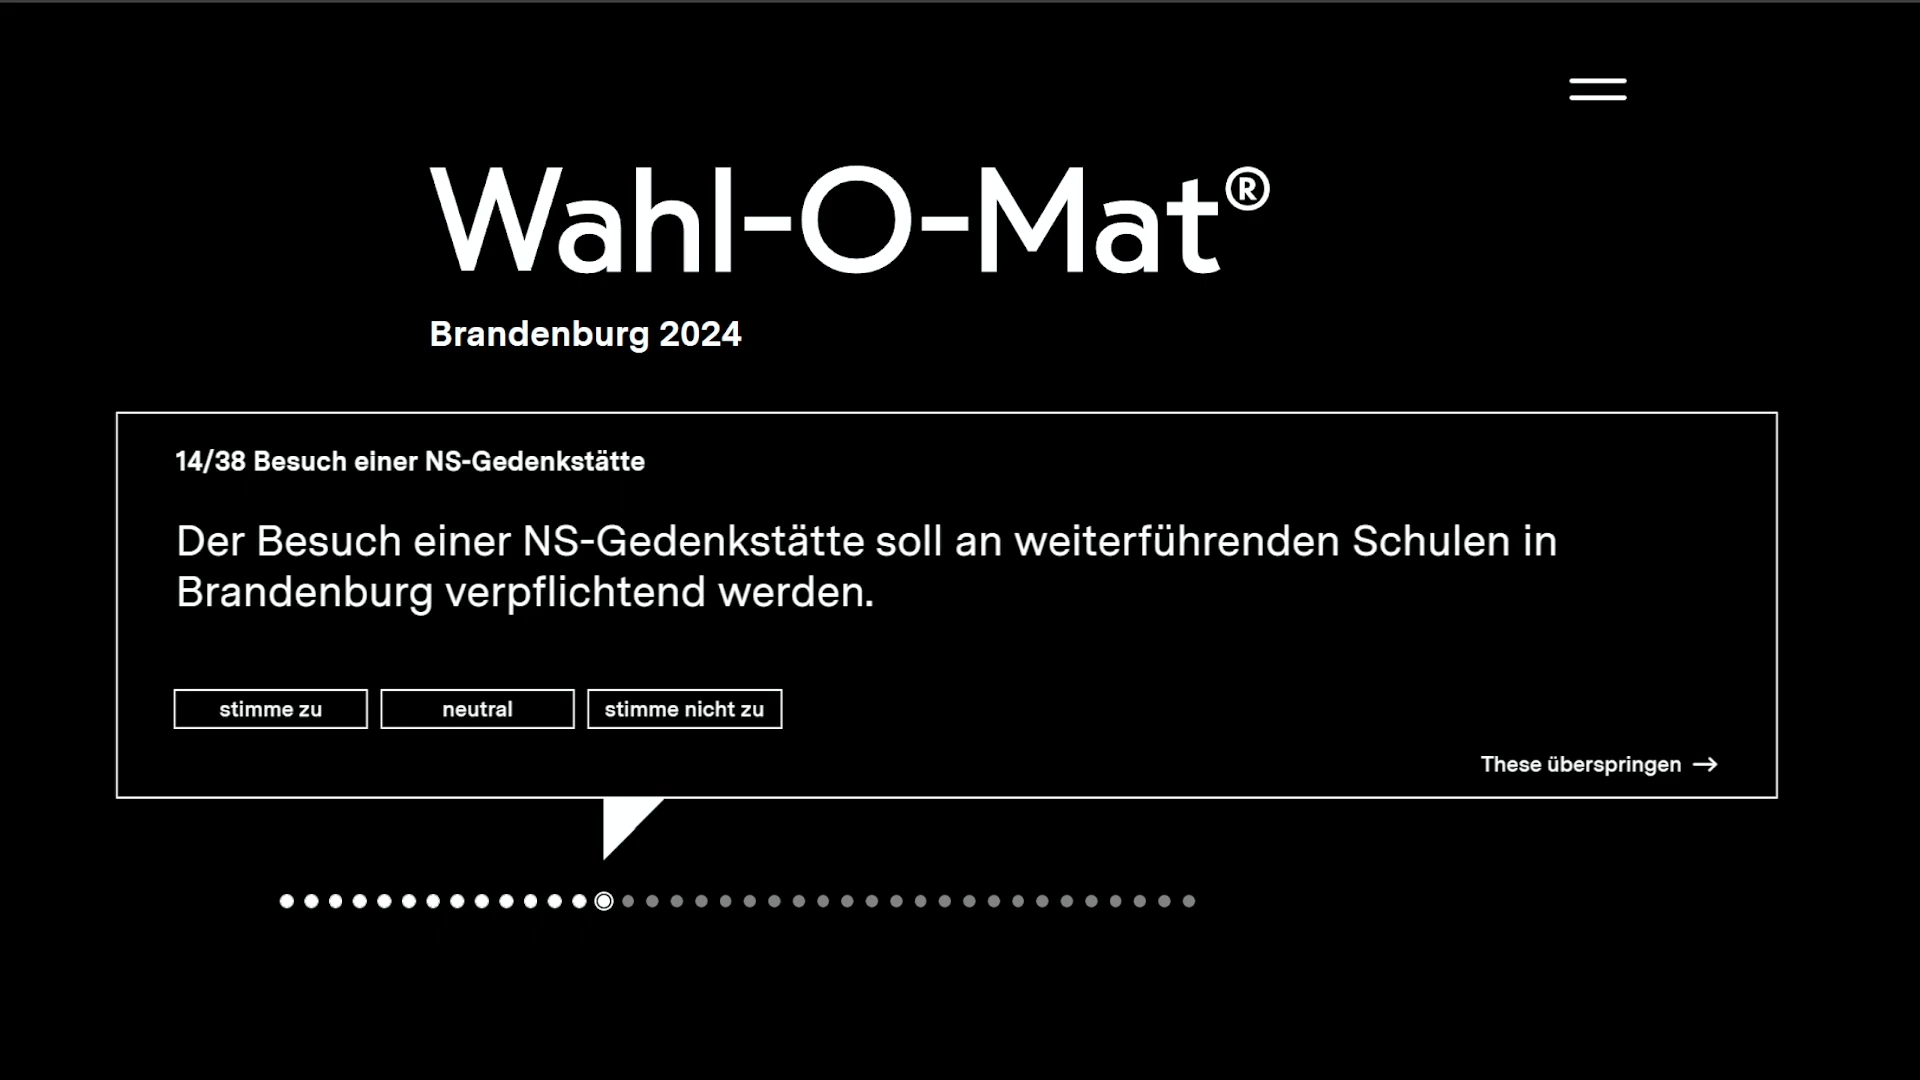 Wahl-O-Mat®
Brandenburg 2024
14/38 Besuch einer NS-Gedenkstätte
Der Besuch einer NS-Gedenkstätte soll an weiterführenden Schulen in
Brandenburg verpflichtend werden.
stimme zu
neutral
stimme nicht zu
These überspringen →